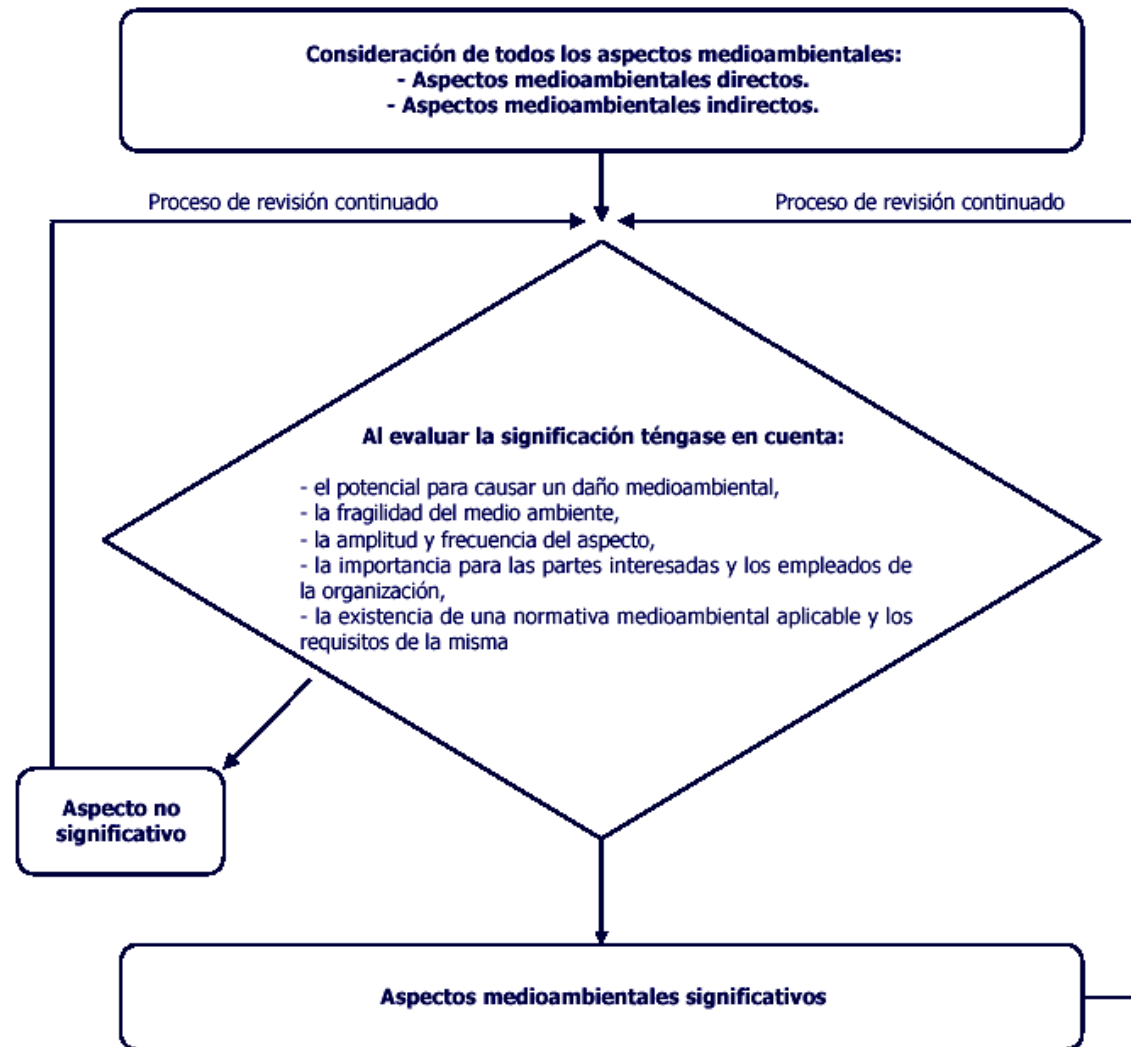 Consideración de todos los aspectos medioambientales:
- Aspectos medioambientales directos.
- Aspectos medioambientales indirectos.
Proceso de revisión continuado
Proceso de revisión continuado
Al evaluar la significación téngase en cuenta:
- el potencial para causar un daño medioambiental,
- la fragilidad del medio ambiente,
- la amplitud y frecuencia del aspecto,
- la importancia para las partes interesadas y los empleados de
la organización,
- la existencia de una normativa medioambiental aplicable y los
requisitos de la misma
Aspecto no
significativo
Aspectos medioambientales significativos